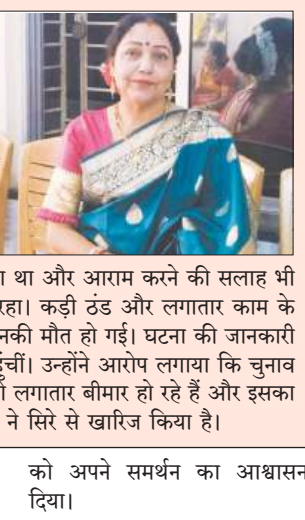 था और आराम करने की सलाह भी
रहा। कड़ी ठंड और लगातार काम के
मौत हो गई। घटना की जानकारी
उन्होंने आरोप लगाया कि चुनाव
लगातार बीमार हो रहे हैं और इसका
ने सिरे से खारिज किया है।
को अपने समर्थन का आश्वासन
दिया।